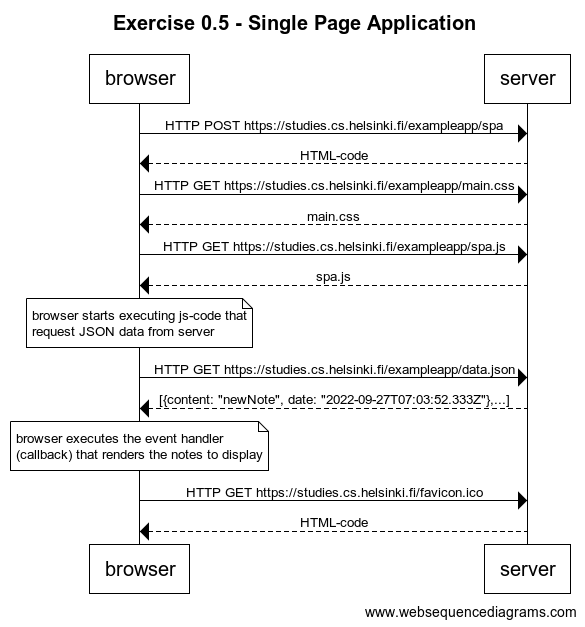 Exercise 0.5 - Single Page Application
browser
server
HTTP POST https://studies.cs.helsinki.fi/exampleapp/spa
HTML-code
HTTP GET https://studies.cs.helsinki.fi/exampleapp/main.css
main.css
HTTP GET https://studies.cs.helsinki.fi/exampleapp/spa.js
spa.js
browser starts executing js-code that
request JSON data from server
HTTP GET https://studies.cs.helsinki.fi/exampleapp/data.json
[{content: "newNote", date: "2022-09-27T07:03:52.333Z"},...]
browser executes the event handler
(callback) that renders the notes to display
HTTP GET https://studies.cs.helsinki.fi/favicon.ico
HTML-code
browser
server
www.websequencediagrams.com